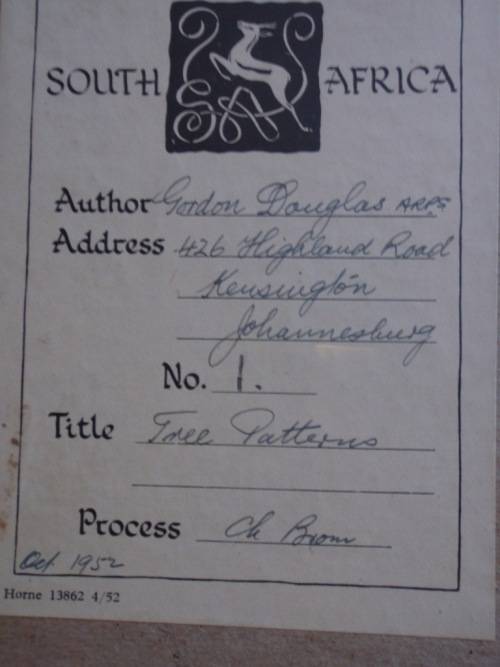 SOUTH SA AFRICA
Author Gordon Douglas ARPS
Address 426 Highland Road
Kensington
Johannesburg
No. 1.
Title Tree Patterns
Process Ch Brom
Oct 1952
Horne 13862 4/52